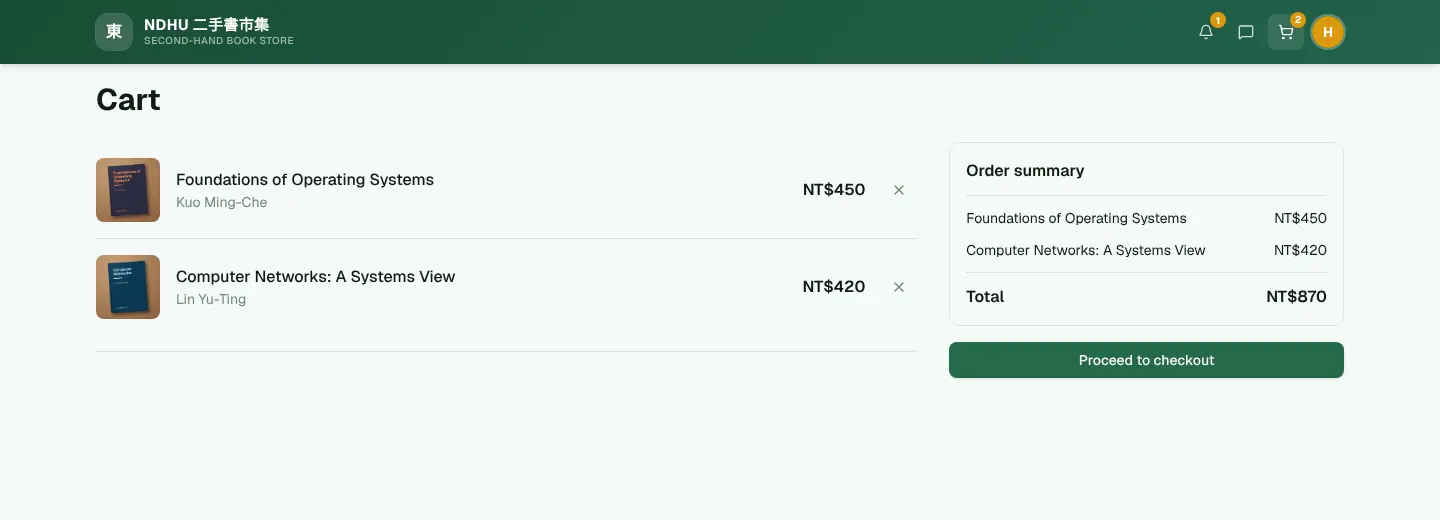 東
NDHU 二手書市集
SECOND-HAND BOOK STORE
1
2
H
Cart
Foundations of Operating Systems
Kuo Ming-Che
NT$450
Computer Networks: A Systems View
Lin Yu-Ting
NT$420
Order summary
Foundations of Operating Systems NT$450
Computer Networks: A Systems View NT$420
Total NT$870
Proceed to checkout